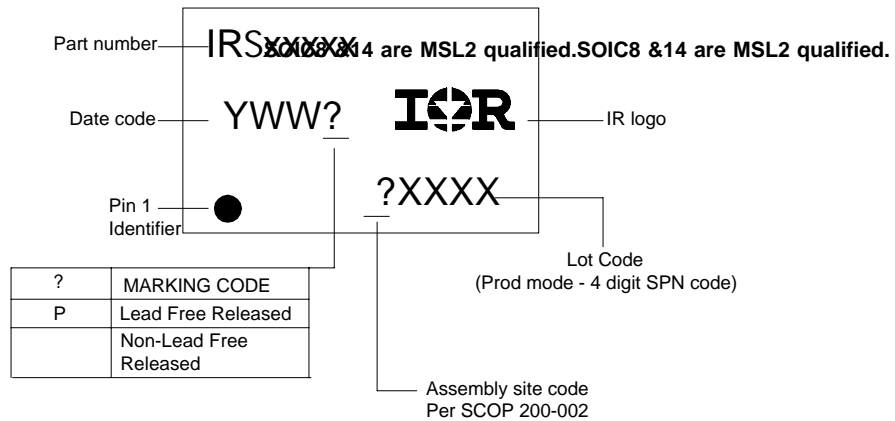 Part number
IRSxxxxx
SOIC8 &14 are MSL2 qualified.SOIC8 &14 are MSL2 qualified.
Date code
YWW?
IOR
IR logo
Pin 1
Identifier
?XXXX
Lot Code
(Prod mode - 4 digit SPN code)
? MARKING CODE
P Lead Free Released
Non-Lead Free
Released
Assembly site code
Per SCOP 200-002